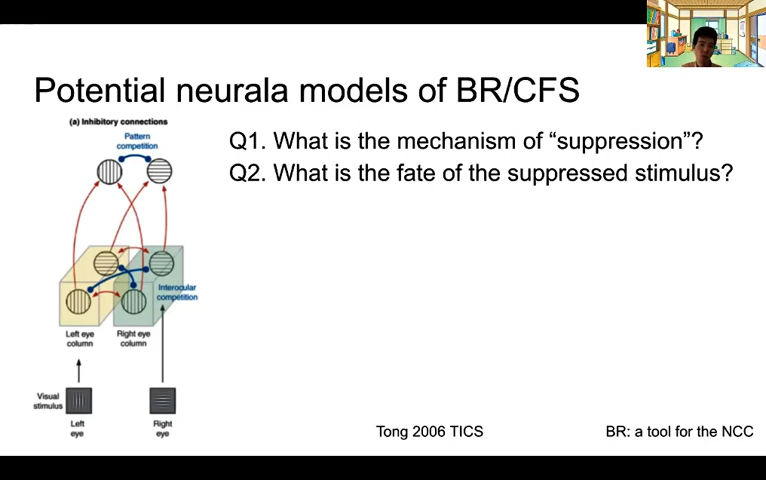 Potential neurala models of BR/CFS
(a) Inhibitory connections
Pattern
competition
Q1. What is the mechanism of “suppression”?
Q2. What is the fate of the suppressed stimulus?
Interocular
competition
Left eye
column
Right eye
column
Visual
stimulus
Left
eye
Right
eye
Tong 2006 TICS
BR: a tool for the NCC